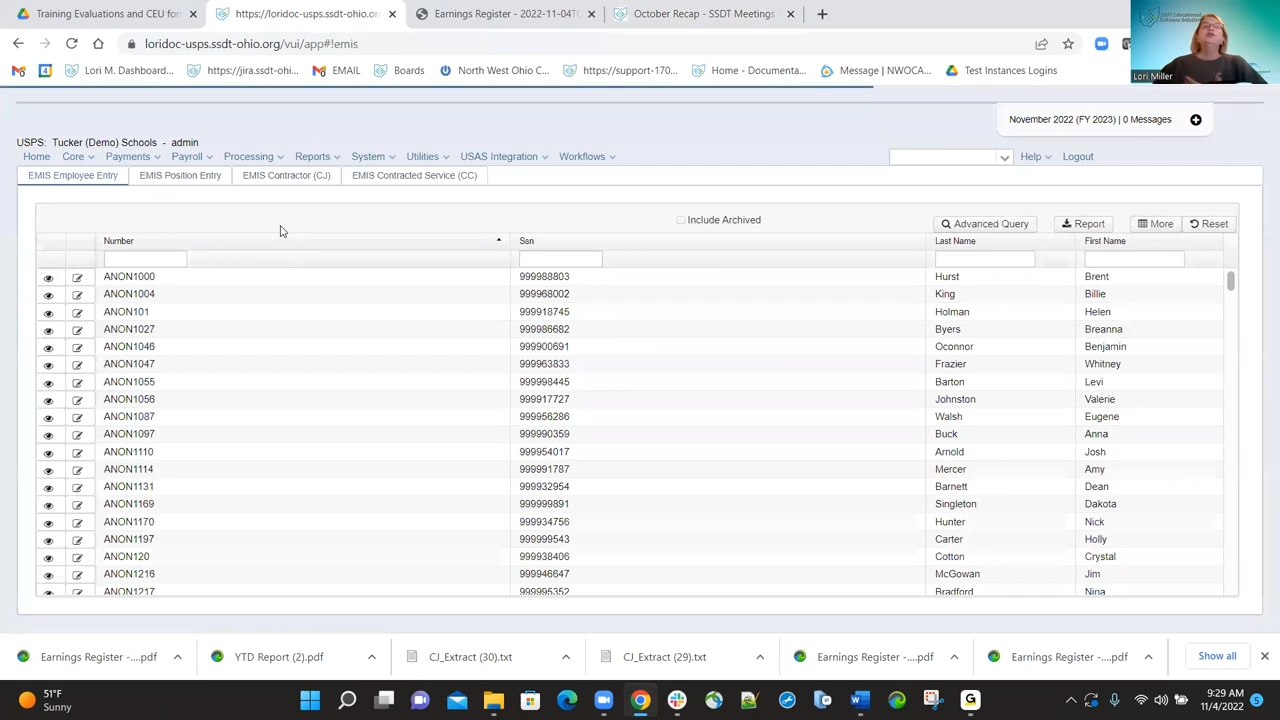 Training Evaluations and CEU for
https://loridoc-usps.ssdt-ohio.org
Earnings Register - 2022-11-04T0
October Recap - SSDT Meetings
loridoc-usps.ssdt-ohio.org/vui/app#!emis
Lori M. Dashboard...
https://jira.ssdt-ohi...
EMAIL
Boards
North West Ohio C...
https://support-170...
Home - Documenta...
Message | NWOCA...
Test Instances Logins
Lori Miller
November 2022 (FY 2023) | 0 Messages
USPS: Tucker (Demo) Schools - admin
Home Core Payments Payroll Processing Reports System Utilities USAS Integration Workflows Help Logout
EMIS Employee Entry EMIS Position Entry EMIS Contractor (CJ) EMIS Contracted Service (CC)
Include Archived Advanced Query Report More Reset
Number Ssn Last Name First Name
ANON1000 999988803 Hurst Brent
ANON1004 999968002 King Billie
ANON101 999918745 Holman Helen
ANON1027 999986682 Byers Breanna
ANON1046 999900691 Oconnor Benjamin
ANON1047 999963833 Frazier Whitney
ANON1055 999998445 Barton Levi
ANON1056 999917727 Johnston Valerie
ANON1087 999956286 Walsh Eugene
ANON1097 999990359 Buck Anna
ANON1110 999954017 Arnold Josh
ANON1114 999991787 Mercer Amy
ANON1131 999932954 Barnett Dean
ANON1169 999999891 Singleton Dakota
ANON1170 999934756 Hunter Nick
ANON1197 999999543 Carter Holly
ANON120 999938406 Cotton Crystal
ANON1216 999946647 McGowan Jim
ANON1217 999995352 Bradford Nina
Earnings Register -....pdf
YTD Report (2).pdf
CJ_Extract (30).txt
CJ_Extract (29).txt
Earnings Register -....pdf
Earnings Register -....pdf
Show all
51°F
Sunny
9:29 AM
11/4/2022
5